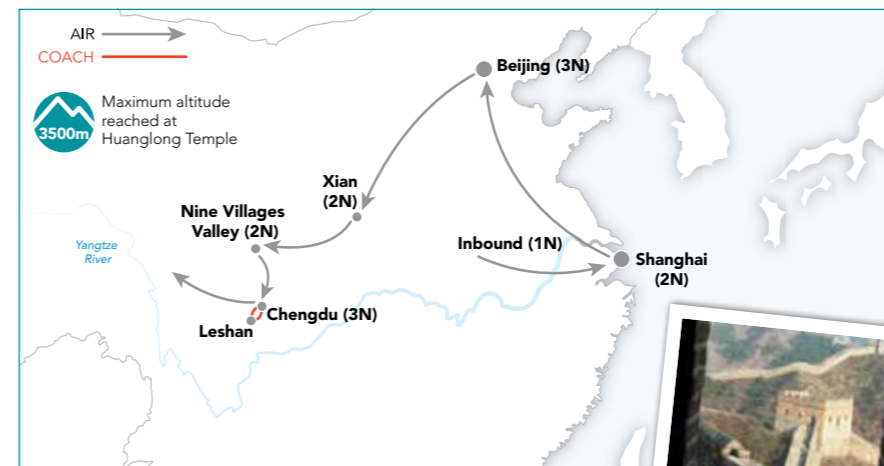 AIR
COACH
3500m
Maximum altitude
reached at
Huanglong Temple
Beijing (3N)
Xian
(2N)
Nine Villages
Valley (2N)
Yangtze
River
Inbound (1N)
Shanghai
(2N)
Chengdu (3N)
Leshan